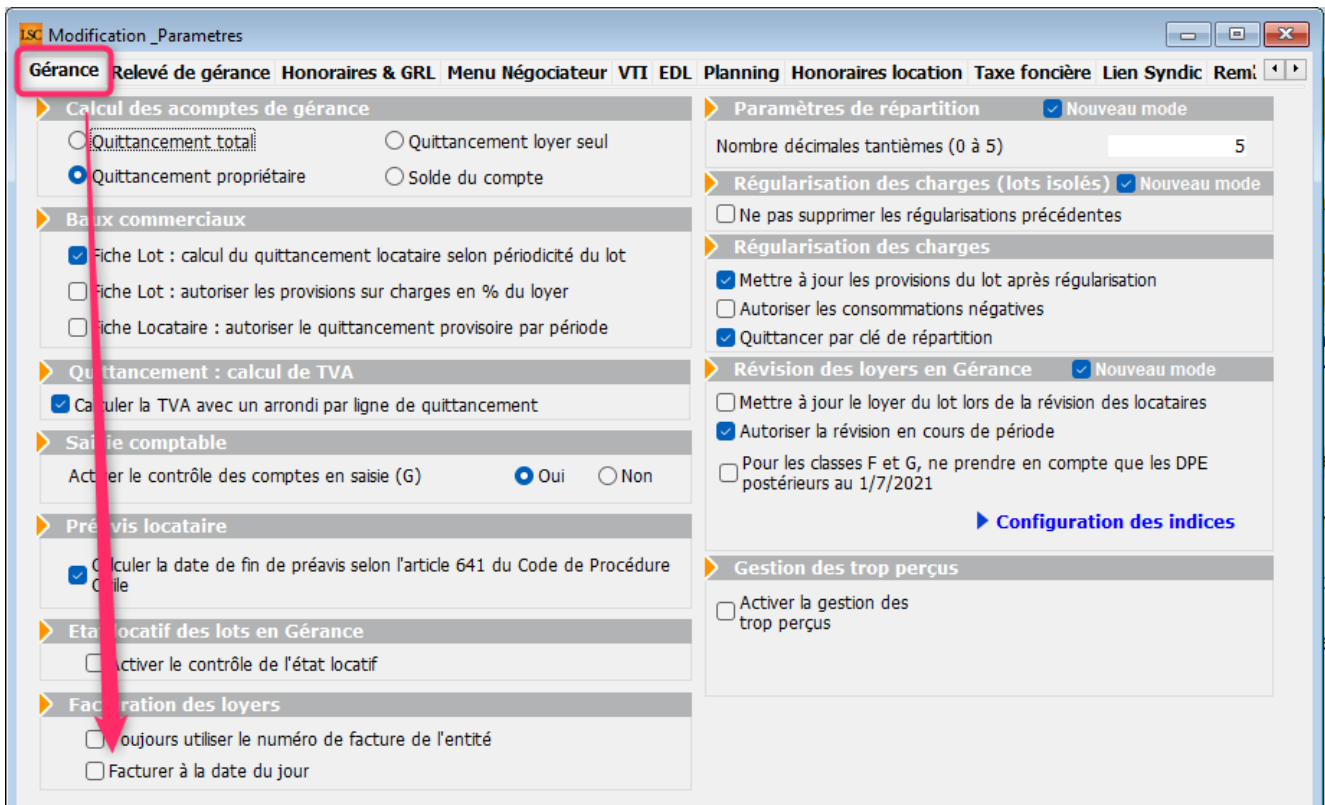 LSC Modification _Parametres
Gérance Relevé de gérance Honoraires & GRL Menu Négociateur VTI EDL Planning Honoraires location Taxe foncière Lien Syndic
Calcul des acomptes de gérance
Quittancement total Quittancement loyer seul
Quittancement propriétaire Solde du compte
Baux commerciaux
Fiche Lot : calcul du quittancement locataire selon périodicité du lot
Fiche Lot : autoriser les provisions sur charges en % du loyer
Fiche Locataire : autoriser le quittancement provisoire par période
Quittancement : calcul de TVA
Calculer la TVA avec un arrondi par ligne de quittancement
Saisie comptable
Activer le contrôle des comptes en saisie (G) Oui Non
Préavis locataire
Calculer la date de fin de préavis selon l'article 641 du Code de Procédure
Civile
Etat locatif des lots en Gérance
Activer le contrôle de l'état locatif
Facturation des loyers
Toujours utiliser le numéro de facture de l'entité
Facturer à la date du jour
Paramètres de répartition Nouveau mode
Nombre décimales tantièmes (0 à 5) 5
Régularisation des charges (lots isolés) Nouveau mode
Ne pas supprimer les régularisations précédentes
Régularisation des charges
Mettre à jour les provisions du lot après régularisation
Autoriser les consommations négatives
Quittancer par clé de répartition
Révision des loyers en Gérance Nouveau mode
Mettre à jour le loyer du lot lors de la révision des locataires
Autoriser la révision en cours de période
Pour les classes F et G, ne prendre en compte que les DPE
postérieurs au 1/7/2021
Configuration des indices
Gestion des trop perçus
Activer la gestion des
trop perçus